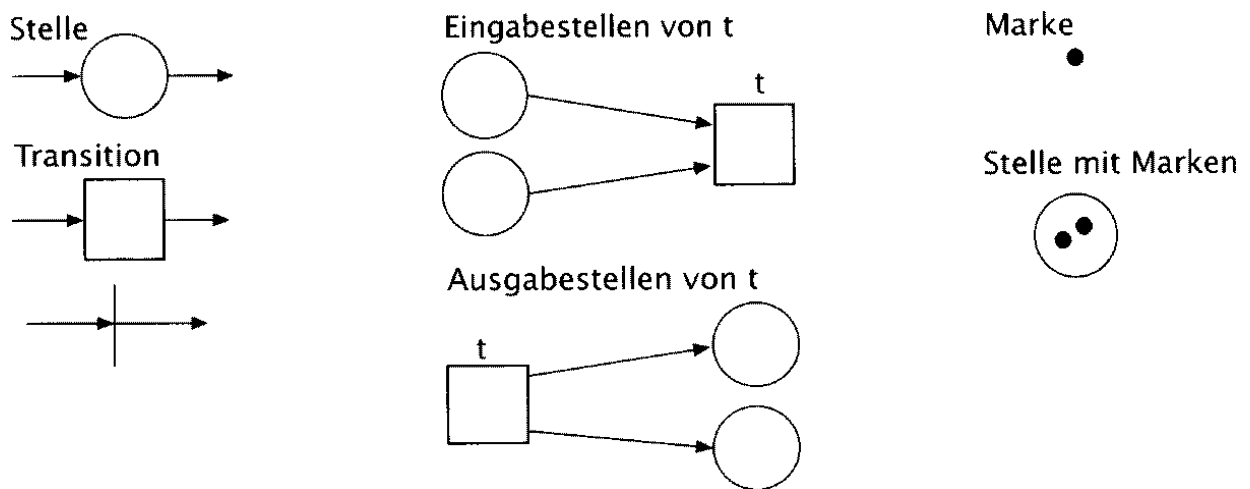 Stelle
Transition
Eingabestellen von t
t
Ausgabestellen von t
t
Marke
Stelle mit Marken